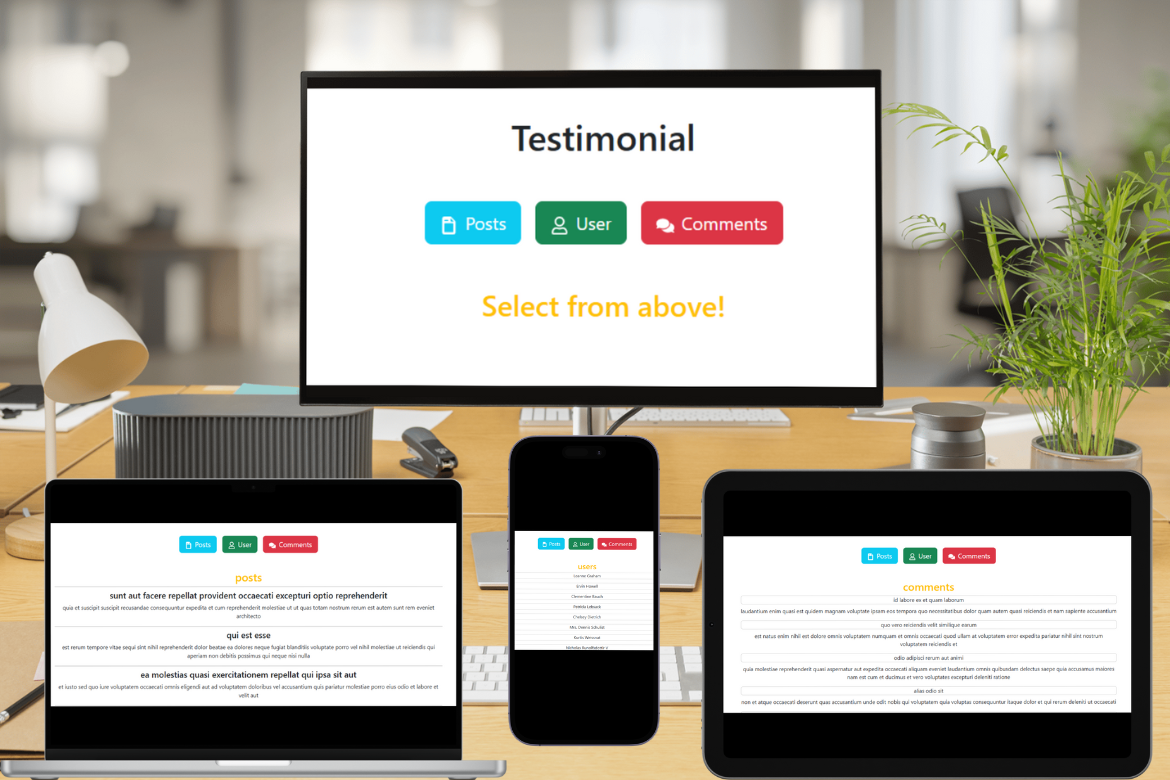 Testimonial
Posts
User
Comments
Select from above!
Posts
User
Comments
posts
sunt aut facere repellat provident occaecati excepturi optio reprehenderit
quia et suscipit suscipit recusandae consequuntur expedita et cum reprehenderit molestiae ut ut quas totam nostrum rerum est autem sunt rem eveniet
architecto
qui est esse
est rerum tempore vitae sequi sint nihil reprehenderit dolor beatae ea dolores neque fugiat blanditiis voluptate porro vel nihil molestiae ut reiciendis qui
aperiam non debitis possimus qui neque nisi nulla
ea molestias quasi exercitationem repellat qui ipsa sit aut
et iusto sed quo iure voluptatem occaecati omnis eligendi aut ad voluptatem doloribus vel accusantium quis pariatur molestiae porro eius odio et labore et
velit aut
Posts
User
Comments
users
Leanne Graham
Ervin Howell
Clementine Bauch
Patricia Lebsack
Chelsey Dietrich
Mrs. Dennis Schulist
Kurtis Weissnat
Nicholas Runolfsdottir V
Posts
User
Comments
comments
id labore ex et quam laborum
laudantium enim quasi est quidem magnam voluptate ipsam eos tempora quo necessitatibus dolor quam autem quasi reiciendis et nam sapiente accusantium
quo vero reiciendis velit similique earum
est natus enim nihil est dolore omnis voluptatem numquam et omnis occaecati quod ullam at voluptatem error expedita pariatur nihil sint nostrum
voluptatem reiciendis et
odio adipisci rerum aut animi
quia molestiae reprehenderit quasi aspernatur aut expedita occaecati aliquam eveniet laudantium omnis quibusdam delectus saepe quia accusamus maiores
nam est cum et ducimus et vero voluptates excepturi deleniti ratione
alias odio sit
non et atque occaecati deserunt quas accusantium unde odit nobis qui voluptatem quia voluptas consequuntur itaque dolor et qui rerum deleniti ut occaecati